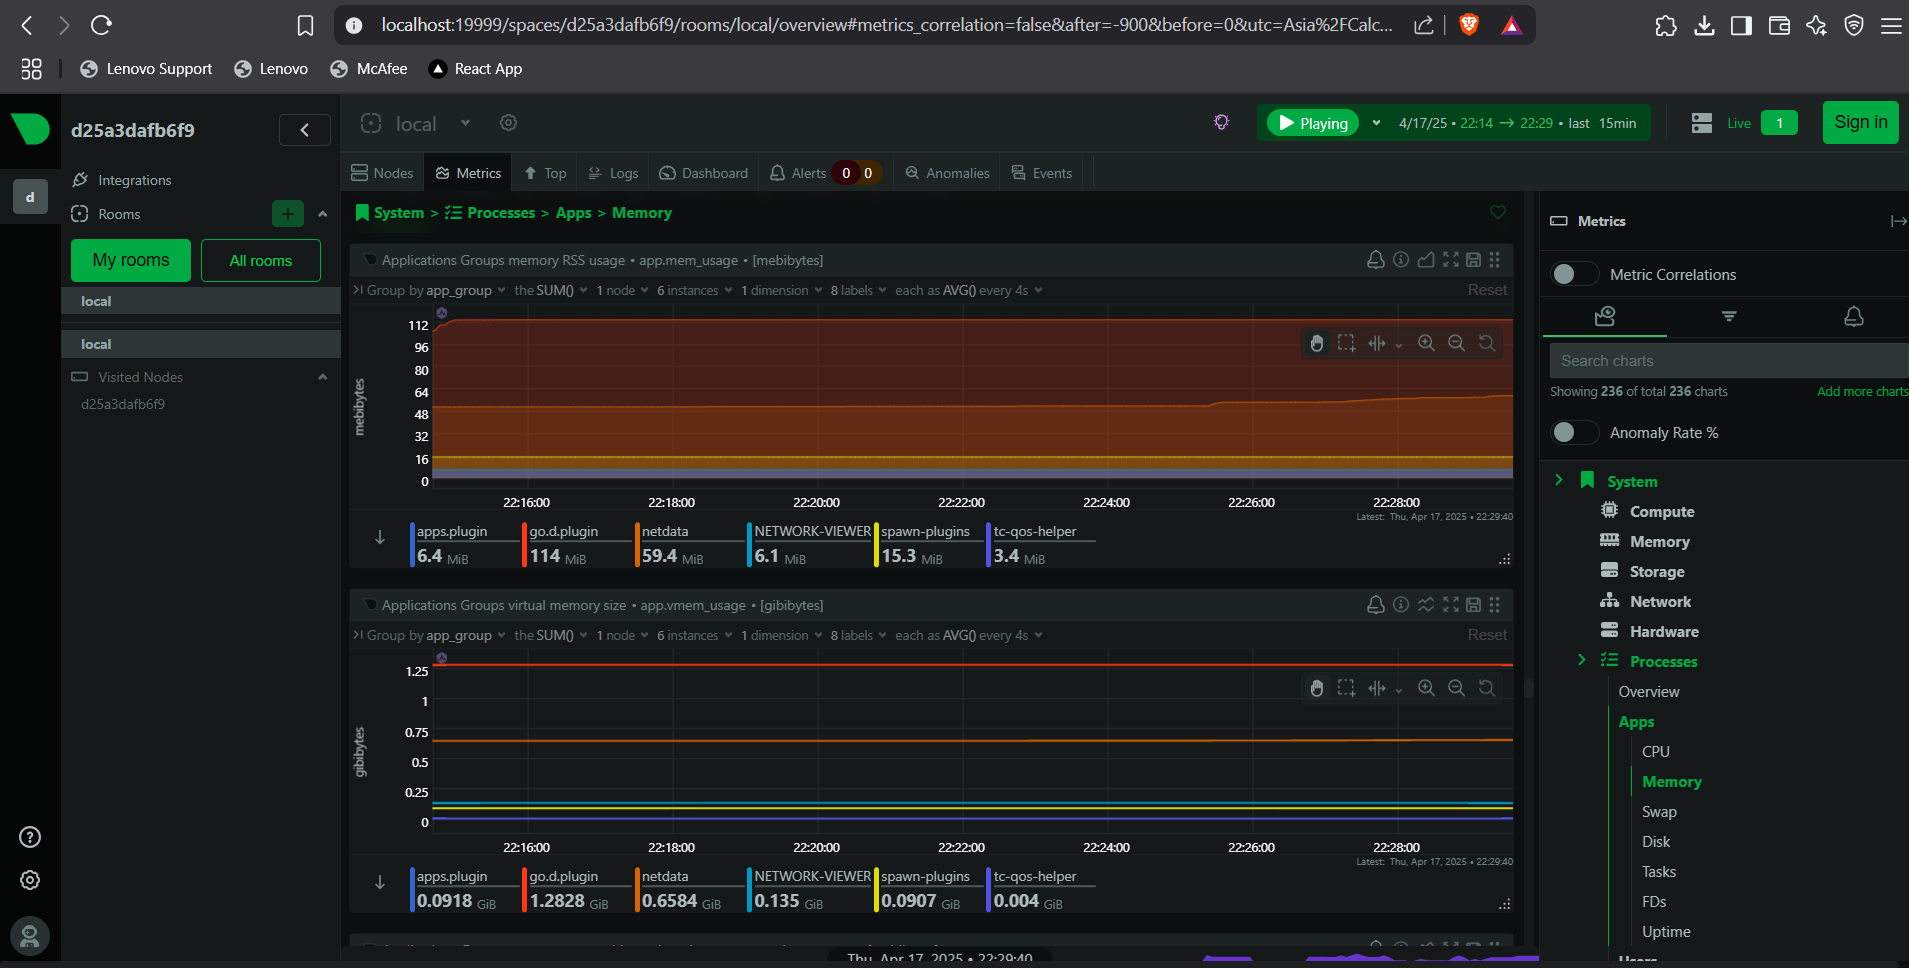 localhost:19999/spaces/d25a3dafb6f9/rooms/local/overview#metrics_correlation=false&after=-900&before=0&utc=Asia%2FCalc...
Lenovo Support
Lenovo
McAfee
React App
d25a3dafb6f9
local
Playing
4/17/25 • 22:14 → 22:29 • last 15min
Live
1
Sign in
d
Integrations
Rooms
My rooms
All rooms
local
local
Visited Nodes
d25a3dafb6f9
Nodes
Metrics
Top
Logs
Dashboard
Alerts 0 0
Anomalies
Events
System > Processes > Apps > Memory
Applications Groups memory RSS usage • app.mem_usage • [mebibytes]
Group by app_group the SUM() 1 node 6 instances 1 dimension 8 labels each as AVG() every 4s Reset
mebibytes
112
96
80
64
48
32
16
0
22:16:00 22:18:00 22:20:00 22:22:00 22:24:00 22:26:00 22:28:00
Latest: Thu, Apr 17, 2025 • 22:29:40
apps.plugin go.d.plugin netdata NETWORK-VIEWER spawn-plugins tc-qos-helper
6.4 MiB 114 MiB 59.4 MiB 6.1 MiB 15.3 MiB 3.4 MiB
Applications Groups virtual memory size • app.vmem_usage • [gibibytes]
Group by app_group the SUM() 1 node 6 instances 1 dimension 8 labels each as AVG() every 4s Reset
gibibytes
1.25
1
0.75
0.5
0.25
0
22:16:00 22:18:00 22:20:00 22:22:00 22:24:00 22:26:00 22:28:00
Latest: Thu, Apr 17, 2025 • 22:29:40
apps.plugin go.d.plugin netdata NETWORK-VIEWER spawn-plugins tc-qos-helper
0.0918 GiB 1.2828 GiB 0.6584 GiB 0.135 GiB 0.0907 GiB 0.004 GiB
Thu, Apr 17, 2025 • 22:29:40
Metrics
Metric Correlations
Search charts
Showing 236 of total 236 charts
Add more charts
Anomaly Rate %
System
Compute
Memory
Storage
Network
Hardware
Processes
Overview
Apps
CPU
Memory
Swap
Disk
Tasks
FDs
Uptime
Users